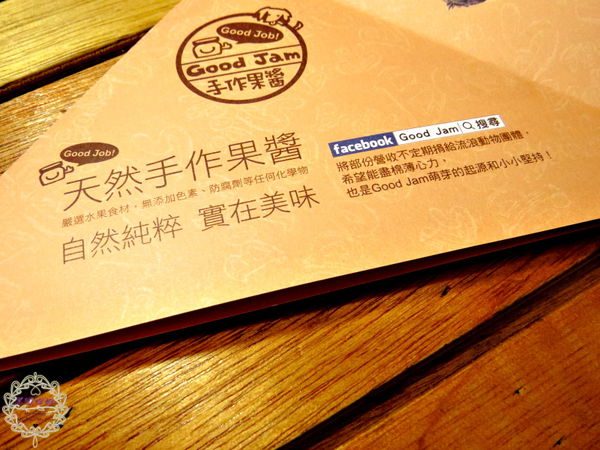 Good Job!
Good Jam
手作果醬
Good Job!
天然手作果醬
嚴選水果食材，無添加色素、防腐劑等任何化學物
自然純粹 實在美味
facebook Good Jam 搜尋
將部份營收不定期捐給流浪動物團體，
希望能盡棉薄心力，
也是Good Jam萌芽的起源和小小堅持！